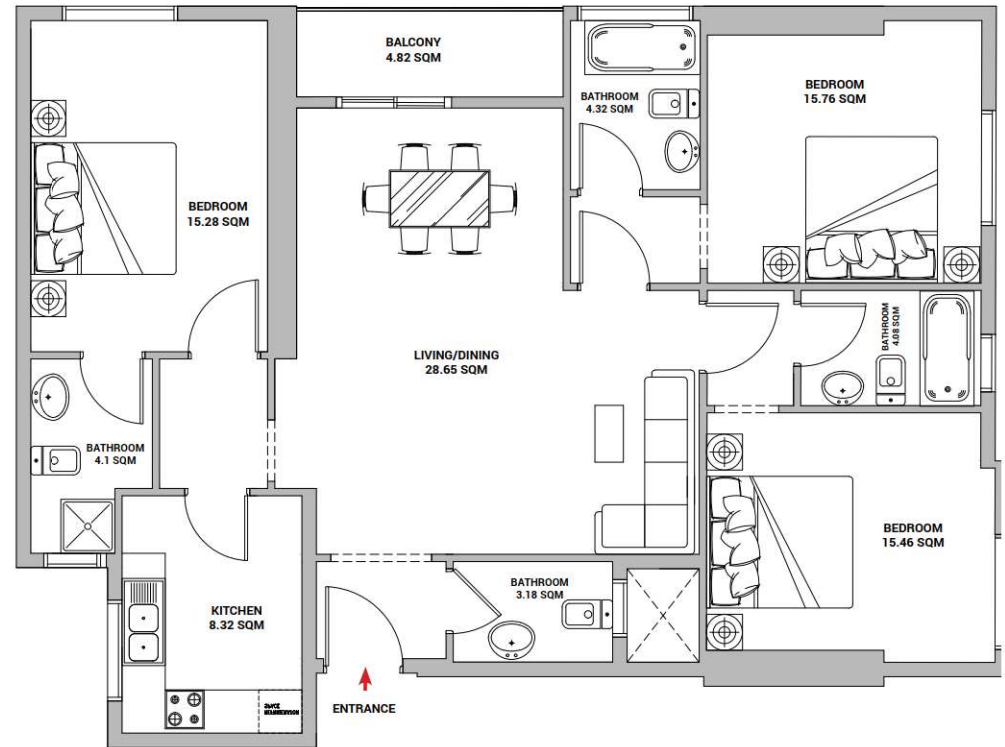 BALCONY
4.82 SQM
BATHROOM
4.32 SQM
BEDROOM
15.76 SQM
BEDROOM
15.28 SQM
LIVING/DINING
28.65 SQM
BATHROOM
4.08 SQM
BATHROOM
4.1 SQM
BEDROOM
15.46 SQM
KITCHEN
8.32 SQM
BATHROOM
3.18 SQM
ENTRANCE